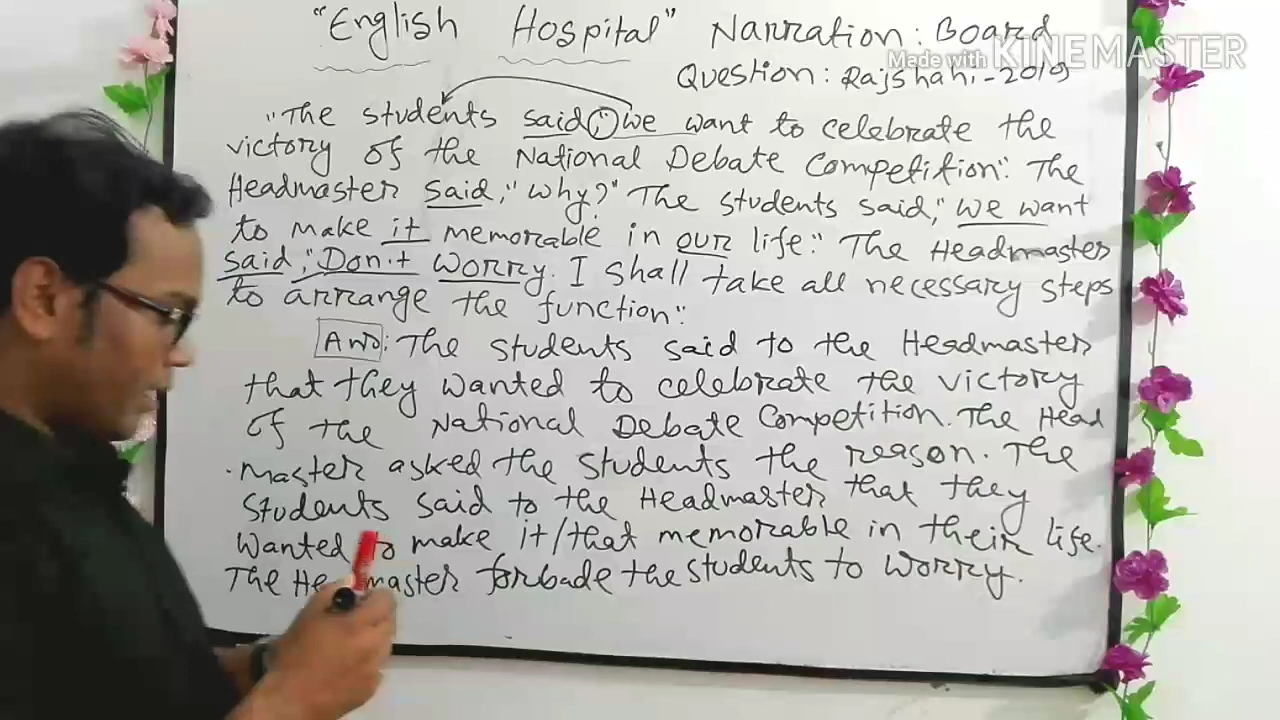 "English Hospital" Narration: Board
Made with KINEMASTER
Question: Rajshahi-2019
"The students said, "we want to celebrate the
victory of the National Debate Competition". The
Headmaster said, "why?" The students said, "we want
to make it memorable in our life". The Headmaster
said, "Don't worry. I shall take all necessary steps
to arrange the function".
Ans: The students said to the Headmaster
that they wanted to celebrate the victory
of the National Debate Competition. The Head
-master asked the students the reason. The
students said to the Headmaster that they
wanted to make it/that memorable in their life.
The Headmaster forbade the students to worry.